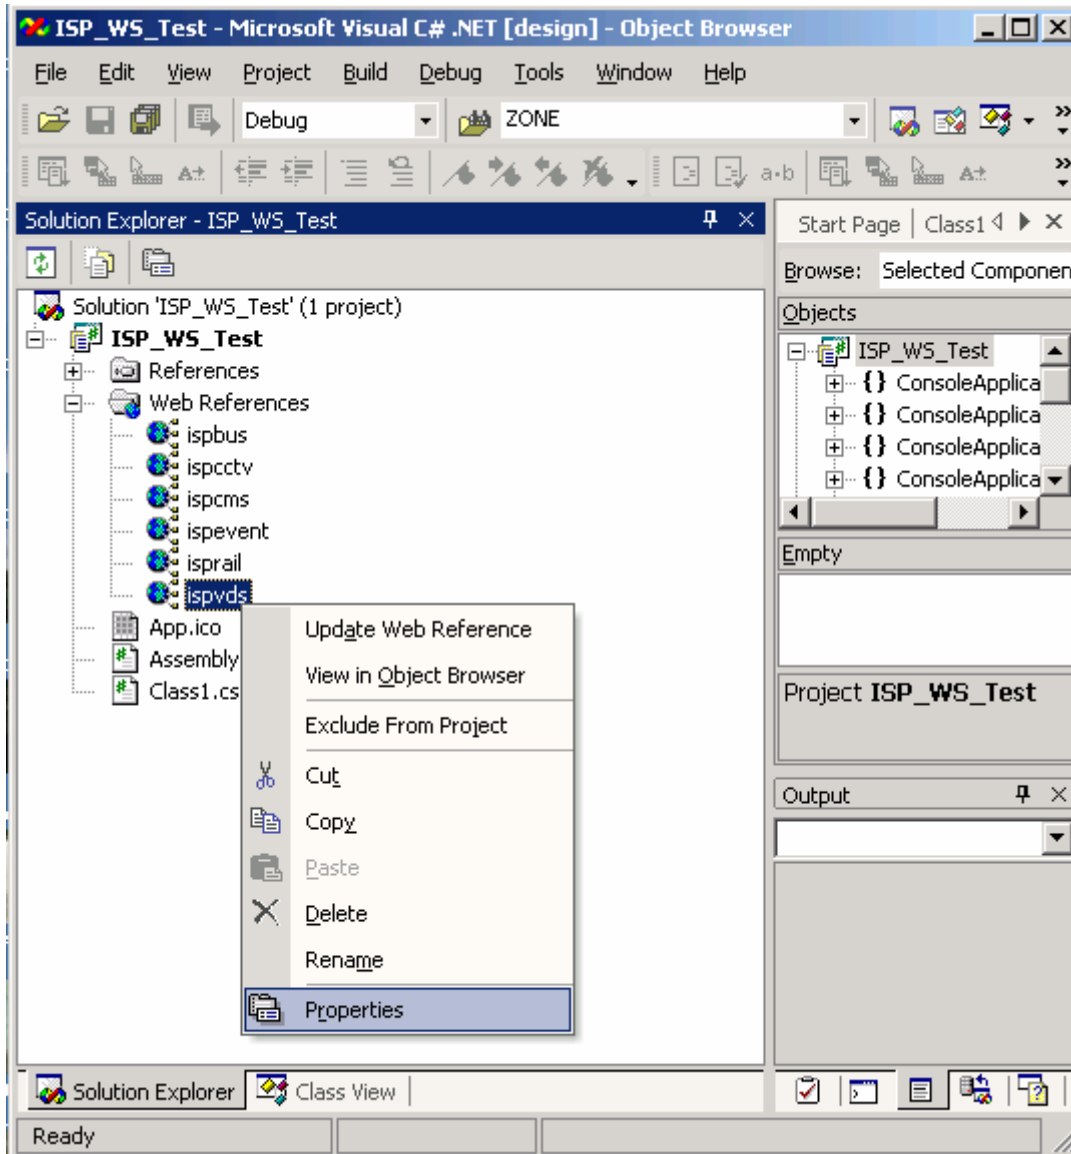 ISP_WS_Test - Microsoft Visual C# .NET [design] - Object Browser
File Edit View Project Build Debug Tools Window Help
Debug ZONE
Solution Explorer - ISP_WS_Test
Start Page Class1
Browse: Selected Componen
Solution 'ISP_WS_Test' (1 project)
ISP_WS_Test
References
Web References
ispbus
ispcctv
ispcms
ispevent
isprail
ispvds
App.ico
Assembly
Class1.cs
Update Web Reference
View in Object Browser
Exclude From Project
Cut
Copy
Paste
Delete
Rename
Properties
Objects
ISP_WS_Test
{} ConsoleApplica
{} ConsoleApplica
{} ConsoleApplica
{} ConsoleApplica
Empty
Project ISP_WS_Test
Output
Solution Explorer Class View
Ready